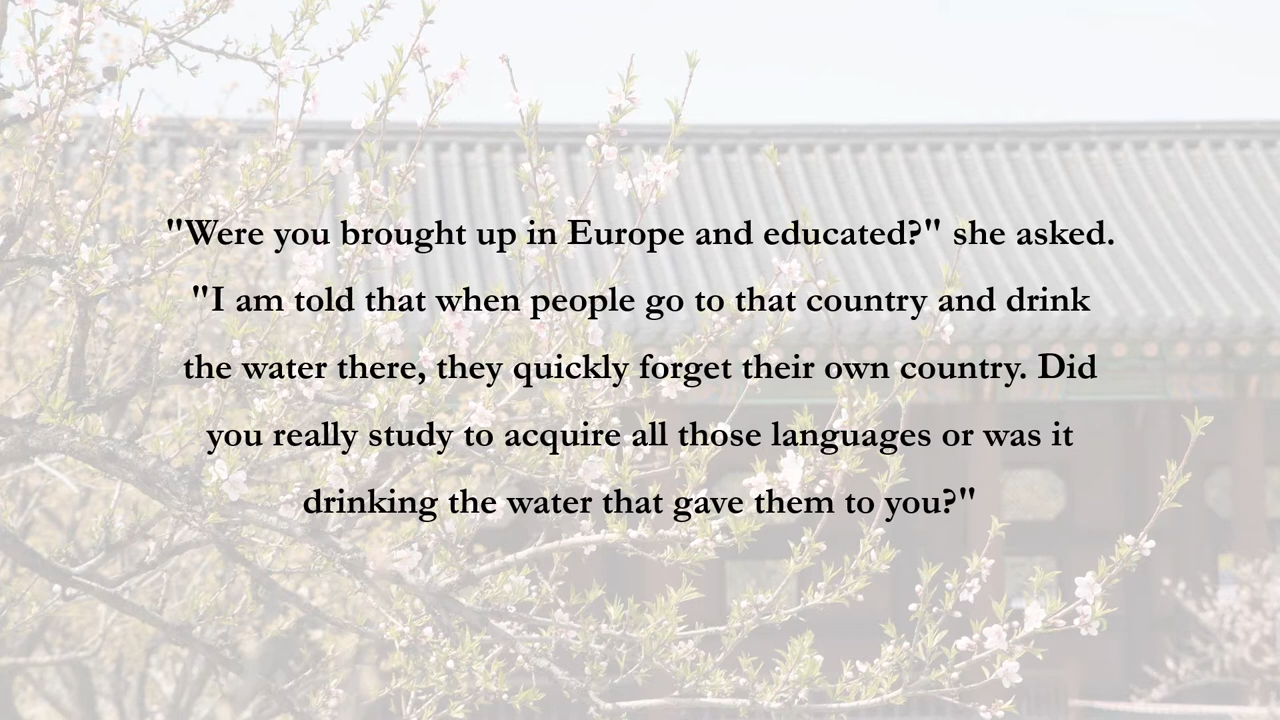 "Were you brought up in Europe and educated?" she asked.
"I am told that when people go to that country and drink
the water there, they quickly forget their own country. Did
you really study to acquire all those languages or was it
drinking the water that gave them to you?"